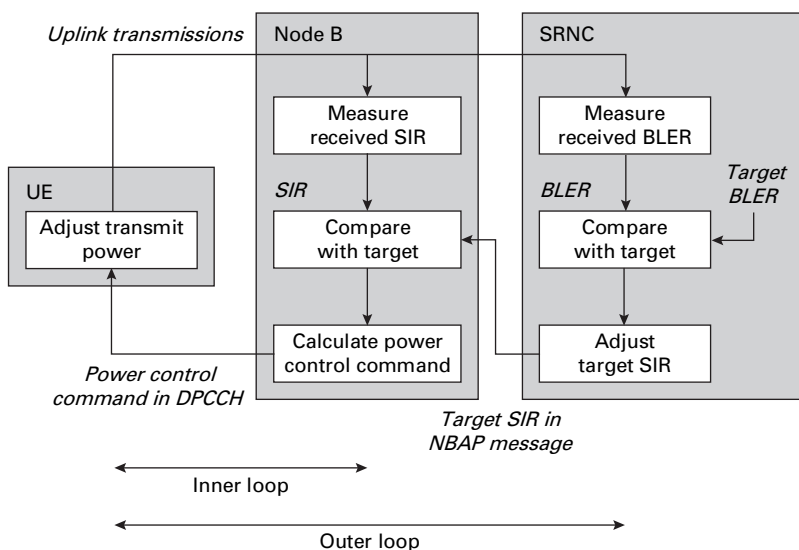 Uplink transmissions
Node B
SRNC
Measure
received SIR
Measure
received BLER
UE
SIR
BLER
Target
BLER
Adjust transmit
power
Compare
with target
Compare
with target
Calculate power
control command
Adjust
target SIR
Power control
command in DPCCH
Target SIR in
NBAP message
Inner loop
Outer loop